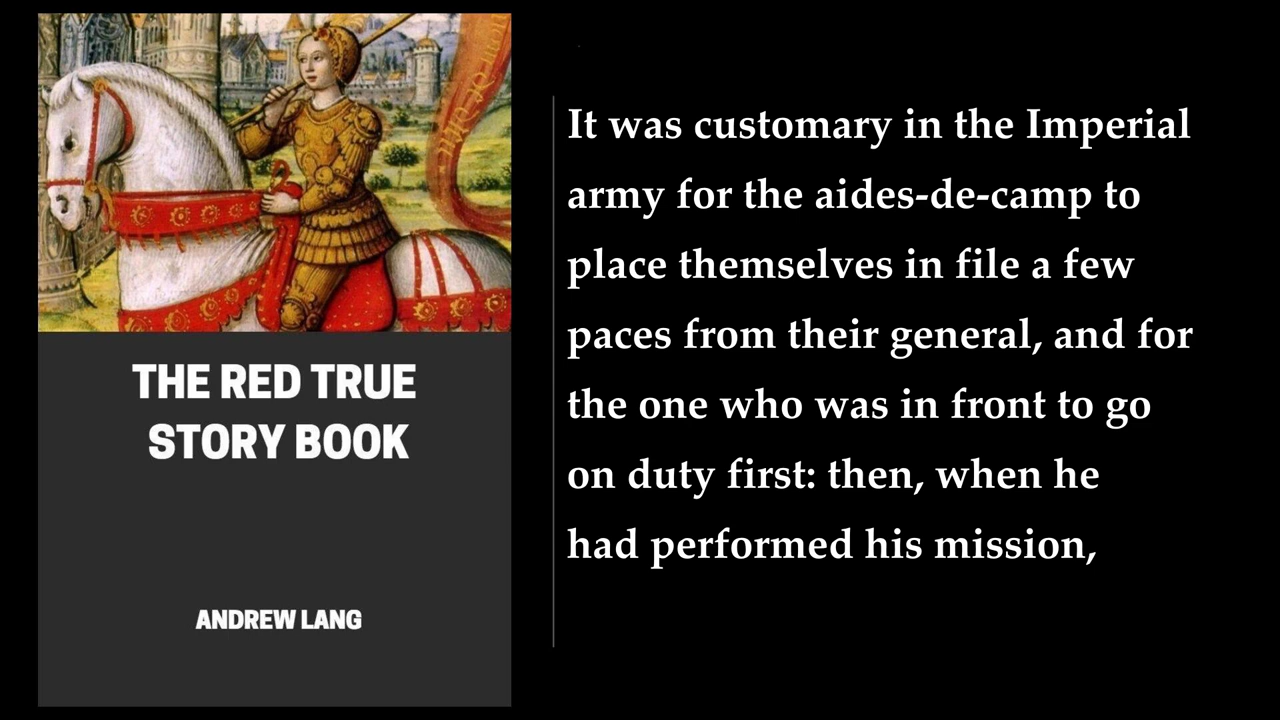 THE RED TRUE
STORY BOOK
ANDREW LANG
It was customary in the Imperial
army for the aides-de-camp to
place themselves in file a few
paces from their general, and for
the one who was in front to go
on duty first: then, when he
had performed his mission,